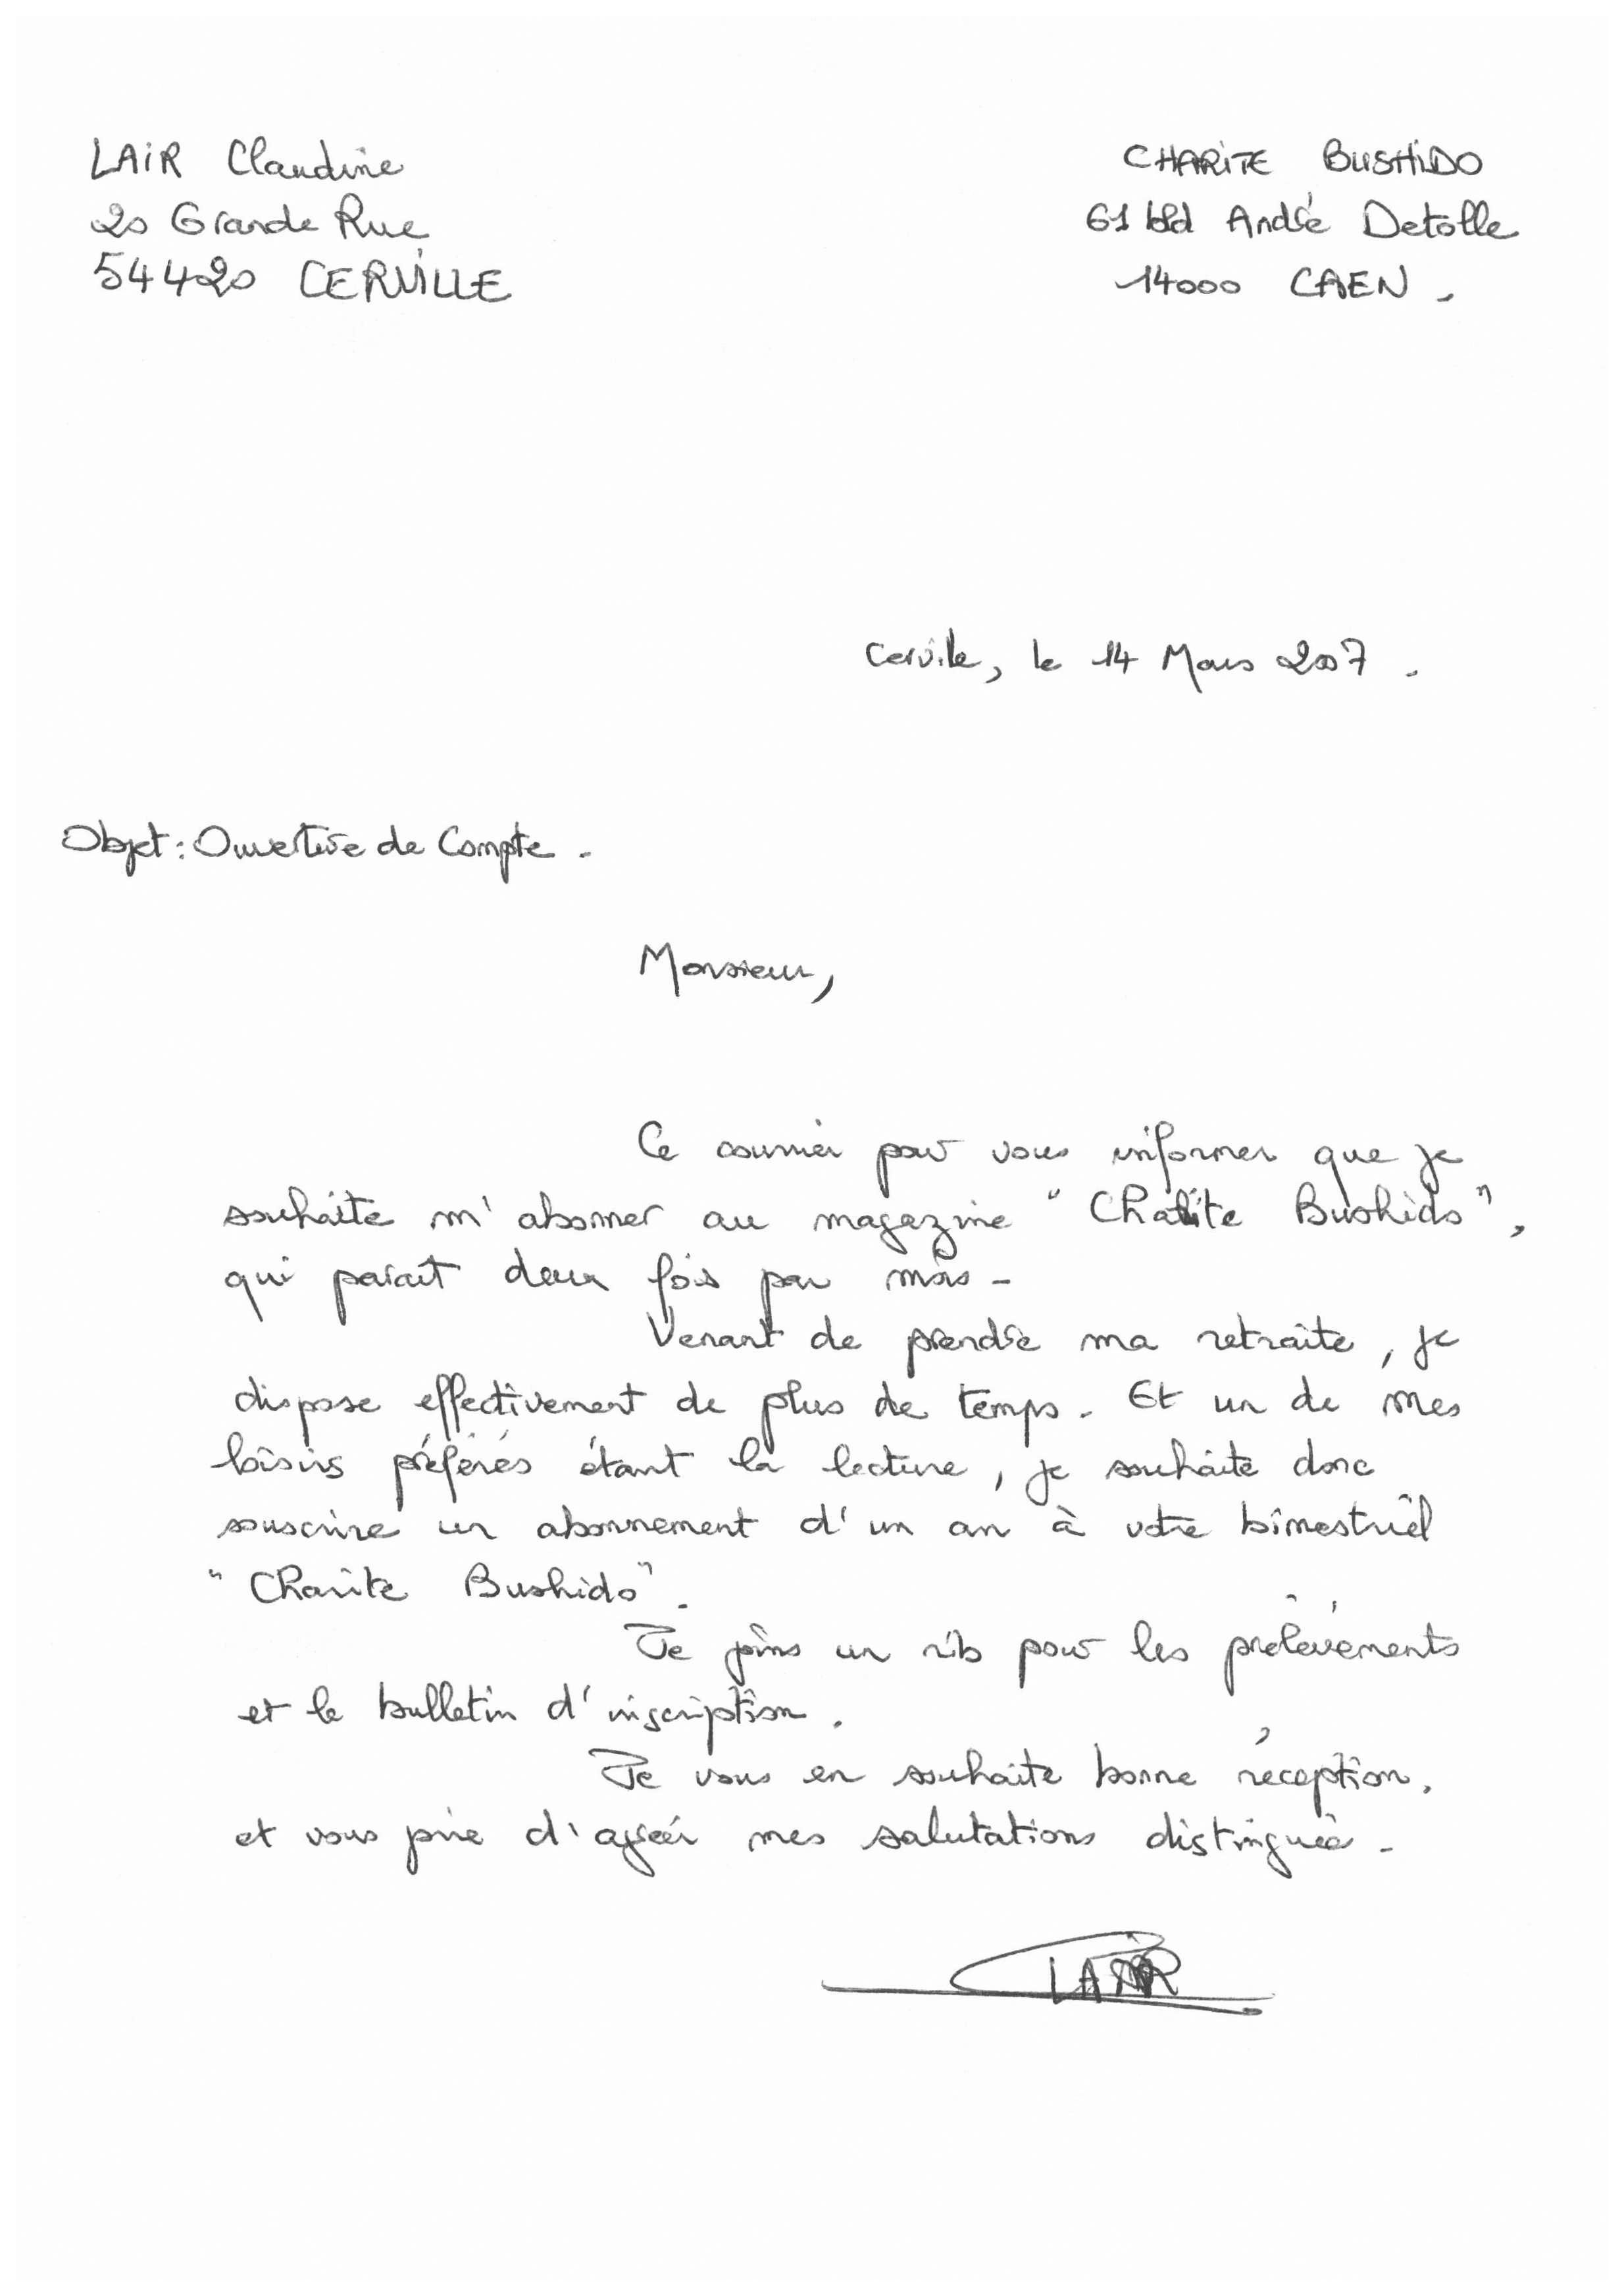 LAIR Claudine
20 Grande Rue
54420 CERVILLE
CHARITE BUSHIDO
61 bld André Detolle
14000 CAEN.
Cerville, le 14 Mars 2007.
Objet : Ouverture de Compte.
Monsieur,
Ce courrier pour vous informer que je
souhaite m'abonner au magazine "Charite Bushido",
qui parait deux fois par mois.
Venant de prendre ma retraite, je
dispose effectivement de plus de temps. Et un de mes
loisirs préférés étant la lecture, je souhaite donc
souscrire un abonnement d'un an à votre bimestriel
"Charite Bushido".
Je joins un rib pour les prélèvements
et le bulletin d'inscription.
Je vous en souhaite bonne réception,
et vous prie d'agréer mes salutations distinguées.
LAIR